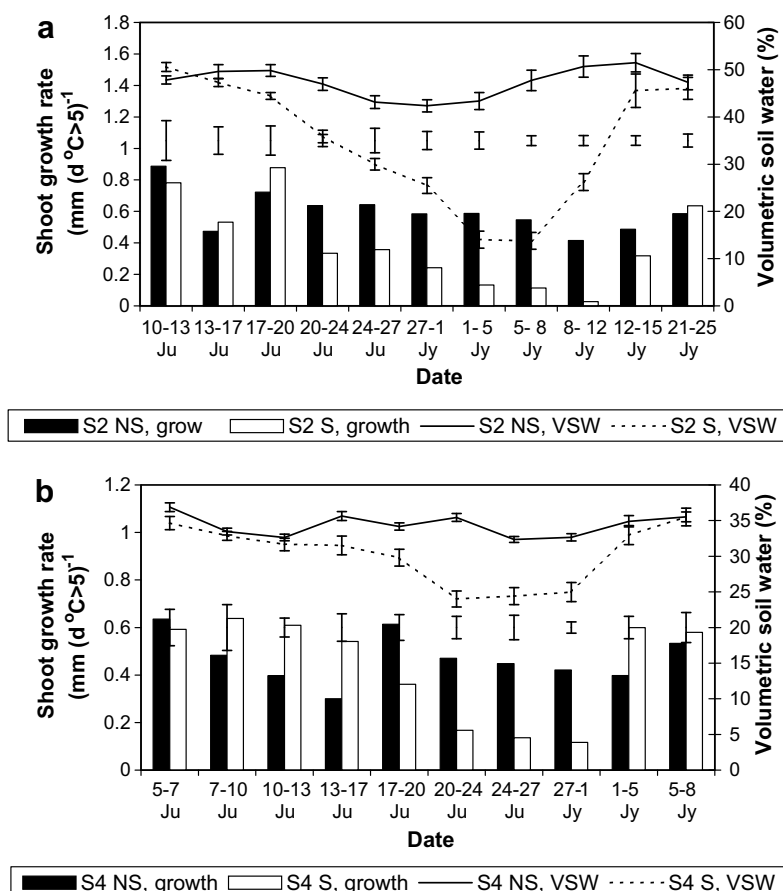 a
Shoot growth rate
(mm (d °C>5)⁻¹
1.8
1.6
1.4
1.2
1
0.8
0.6
0.4
0.2
0
60
50
40
30
20
10
0
Volumetric soil water (%)
10-13 13-17 17-20 20-24 24-27 27-1 1- 5 5- 8 8- 12 12-15 21-25
Ju Ju Ju Ju Ju Jy Jy Jy Jy Jy Jy
Date
S2 NS, grow S2 S, growth S2 NS, VSW S2 S, VSW
b
Shoot growth rate
(mm (d °C>5)⁻¹
1.2
1
0.8
0.6
0.4
0.2
0
40
35
30
25
20
15
10
5
0
Volumetric soil water (%)
5-7 7-10 10-13 13-17 17-20 20-24 24-27 27-1 1-5 5-8
Ju Ju Ju Ju Ju Ju Ju Jy Jy Jy
Date
S4 NS, growth S4 S, growth S4 NS, VSW S4 S, VSW